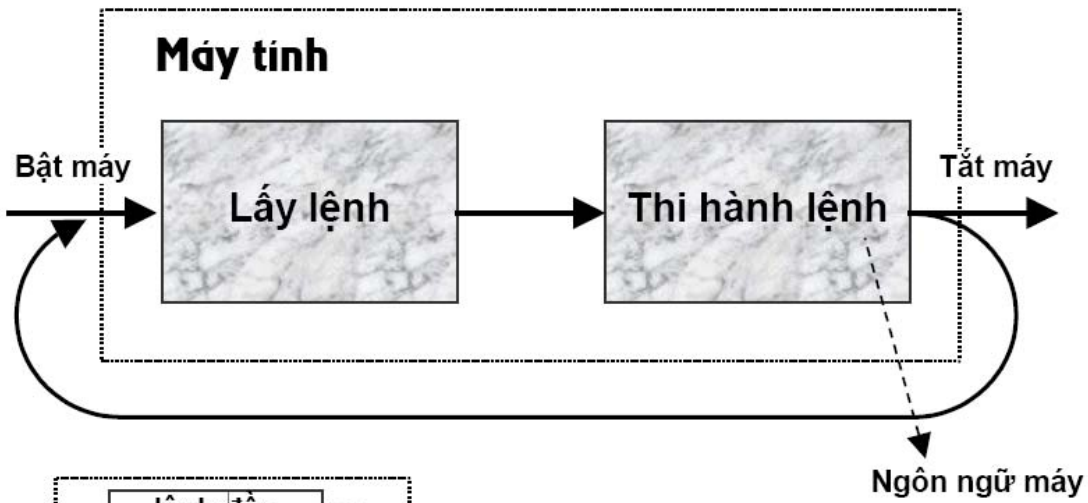 Máy tính
Bật máy
Lấy lệnh
Thi hành lệnh
Tắt máy
Ngôn ngữ máy